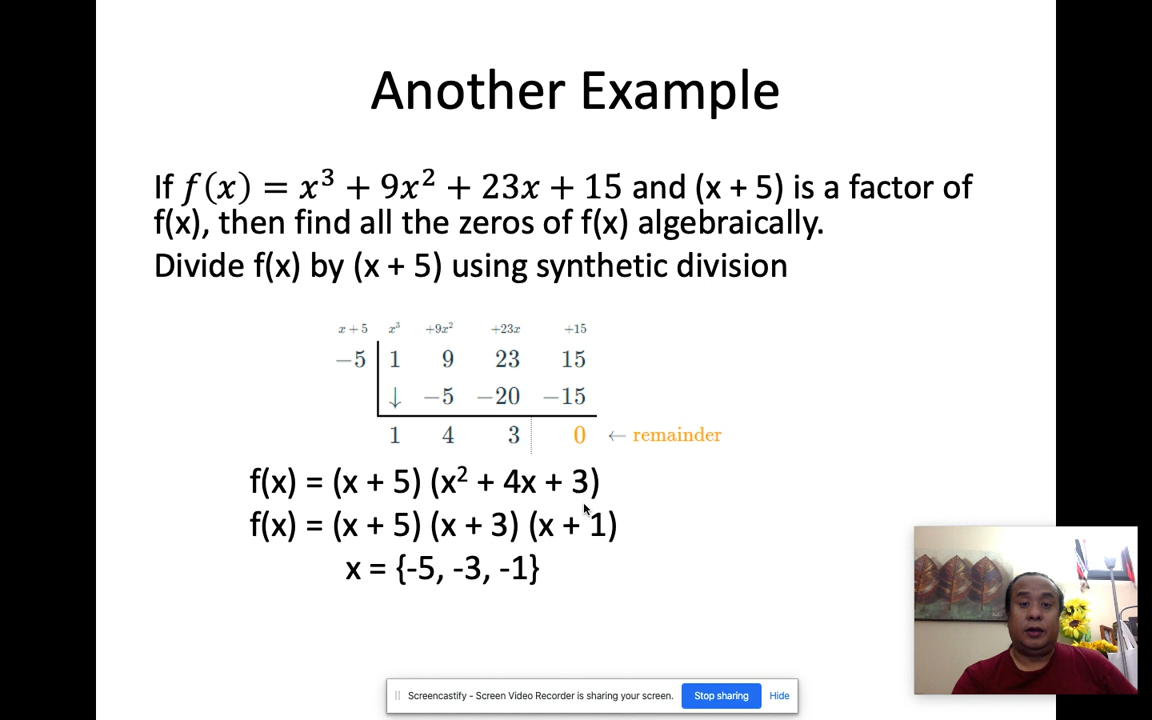 Another Example
If f(x) = x³ + 9x² + 23x + 15 and (x + 5) is a factor of
f(x), then find all the zeros of f(x) algebraically.
Divide f(x) by (x + 5) using synthetic division
x + 5 x³ +9x² +23x +15
−5 1 9 23 15
↓ −5 −20 −15
1 4 3 0 ← remainder
f(x) = (x + 5) (x² + 4x + 3)
f(x) = (x + 5) (x + 3) (x + 1)
x = {-5, -3, -1}
Screencastify - Screen Video Recorder is sharing your screen. Stop sharing Hide